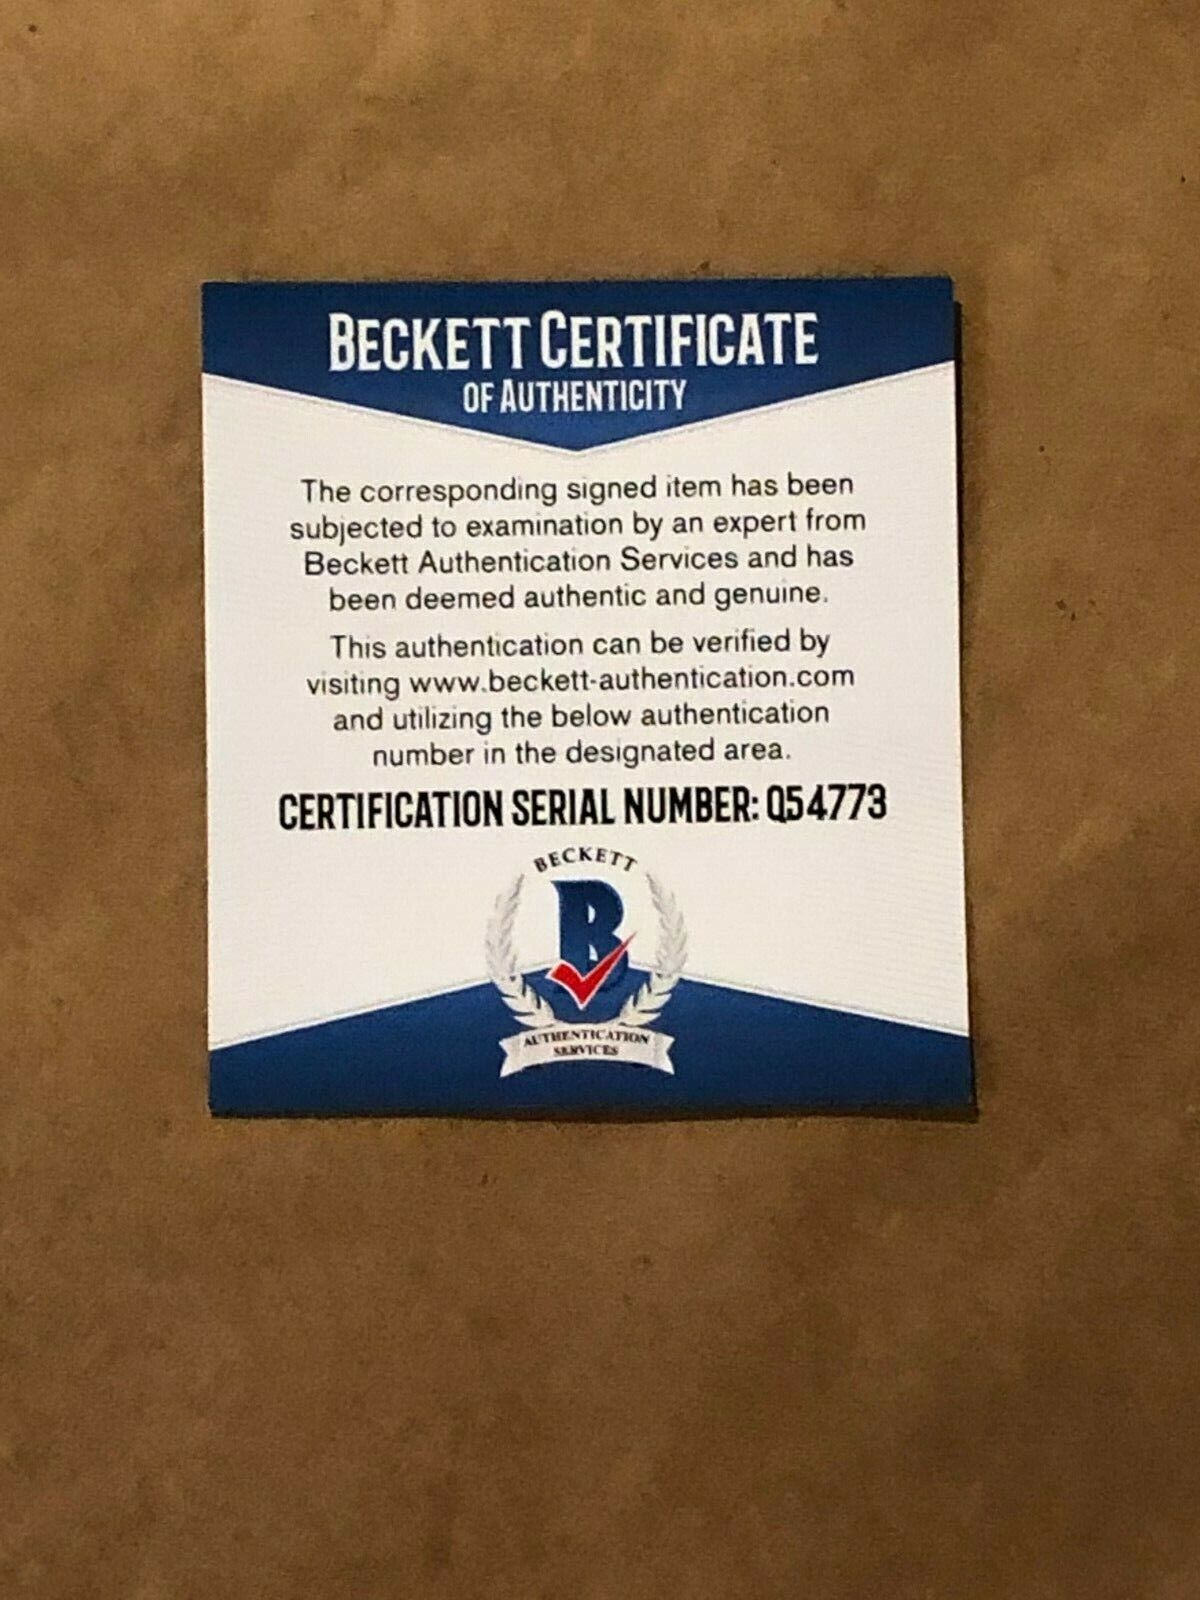 BECKETT CERTIFICATE
OF AUTHENTICITY
The corresponding signed item has been
subjected to examination by an expert from
Beckett Authentication Services and has
been deemed authentic and genuine.
This authentication can be verified by
visiting www.beckett-authentication.com
and utilizing the below authentication
number in the designated area.
CERTIFICATION SERIAL NUMBER: Q54773
BECKETT
B
AUTHENTICATION
SERVICES